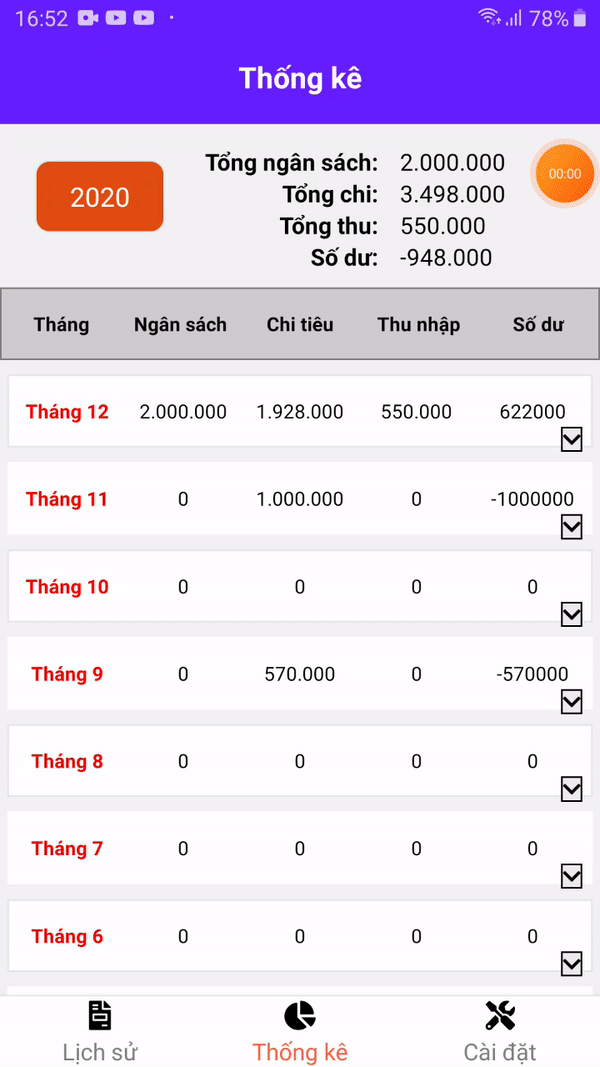 16:52 78%
Thống kê
2020
Tổng ngân sách: 2.000.000
Tổng chi: 3.498.000
Tổng thu: 550.000
Số dư: -948.000
00:00
Tháng Ngân sách Chi tiêu Thu nhập Số dư
Tháng 12 2.000.000 1.928.000 550.000 622000
Tháng 11 0 1.000.000 0 -1000000
Tháng 10 0 0 0 0
Tháng 9 0 570.000 0 -570000
Tháng 8 0 0 0 0
Tháng 7 0 0 0 0
Tháng 6 0 0 0 0
Lịch sử Thống kê Cài đặt